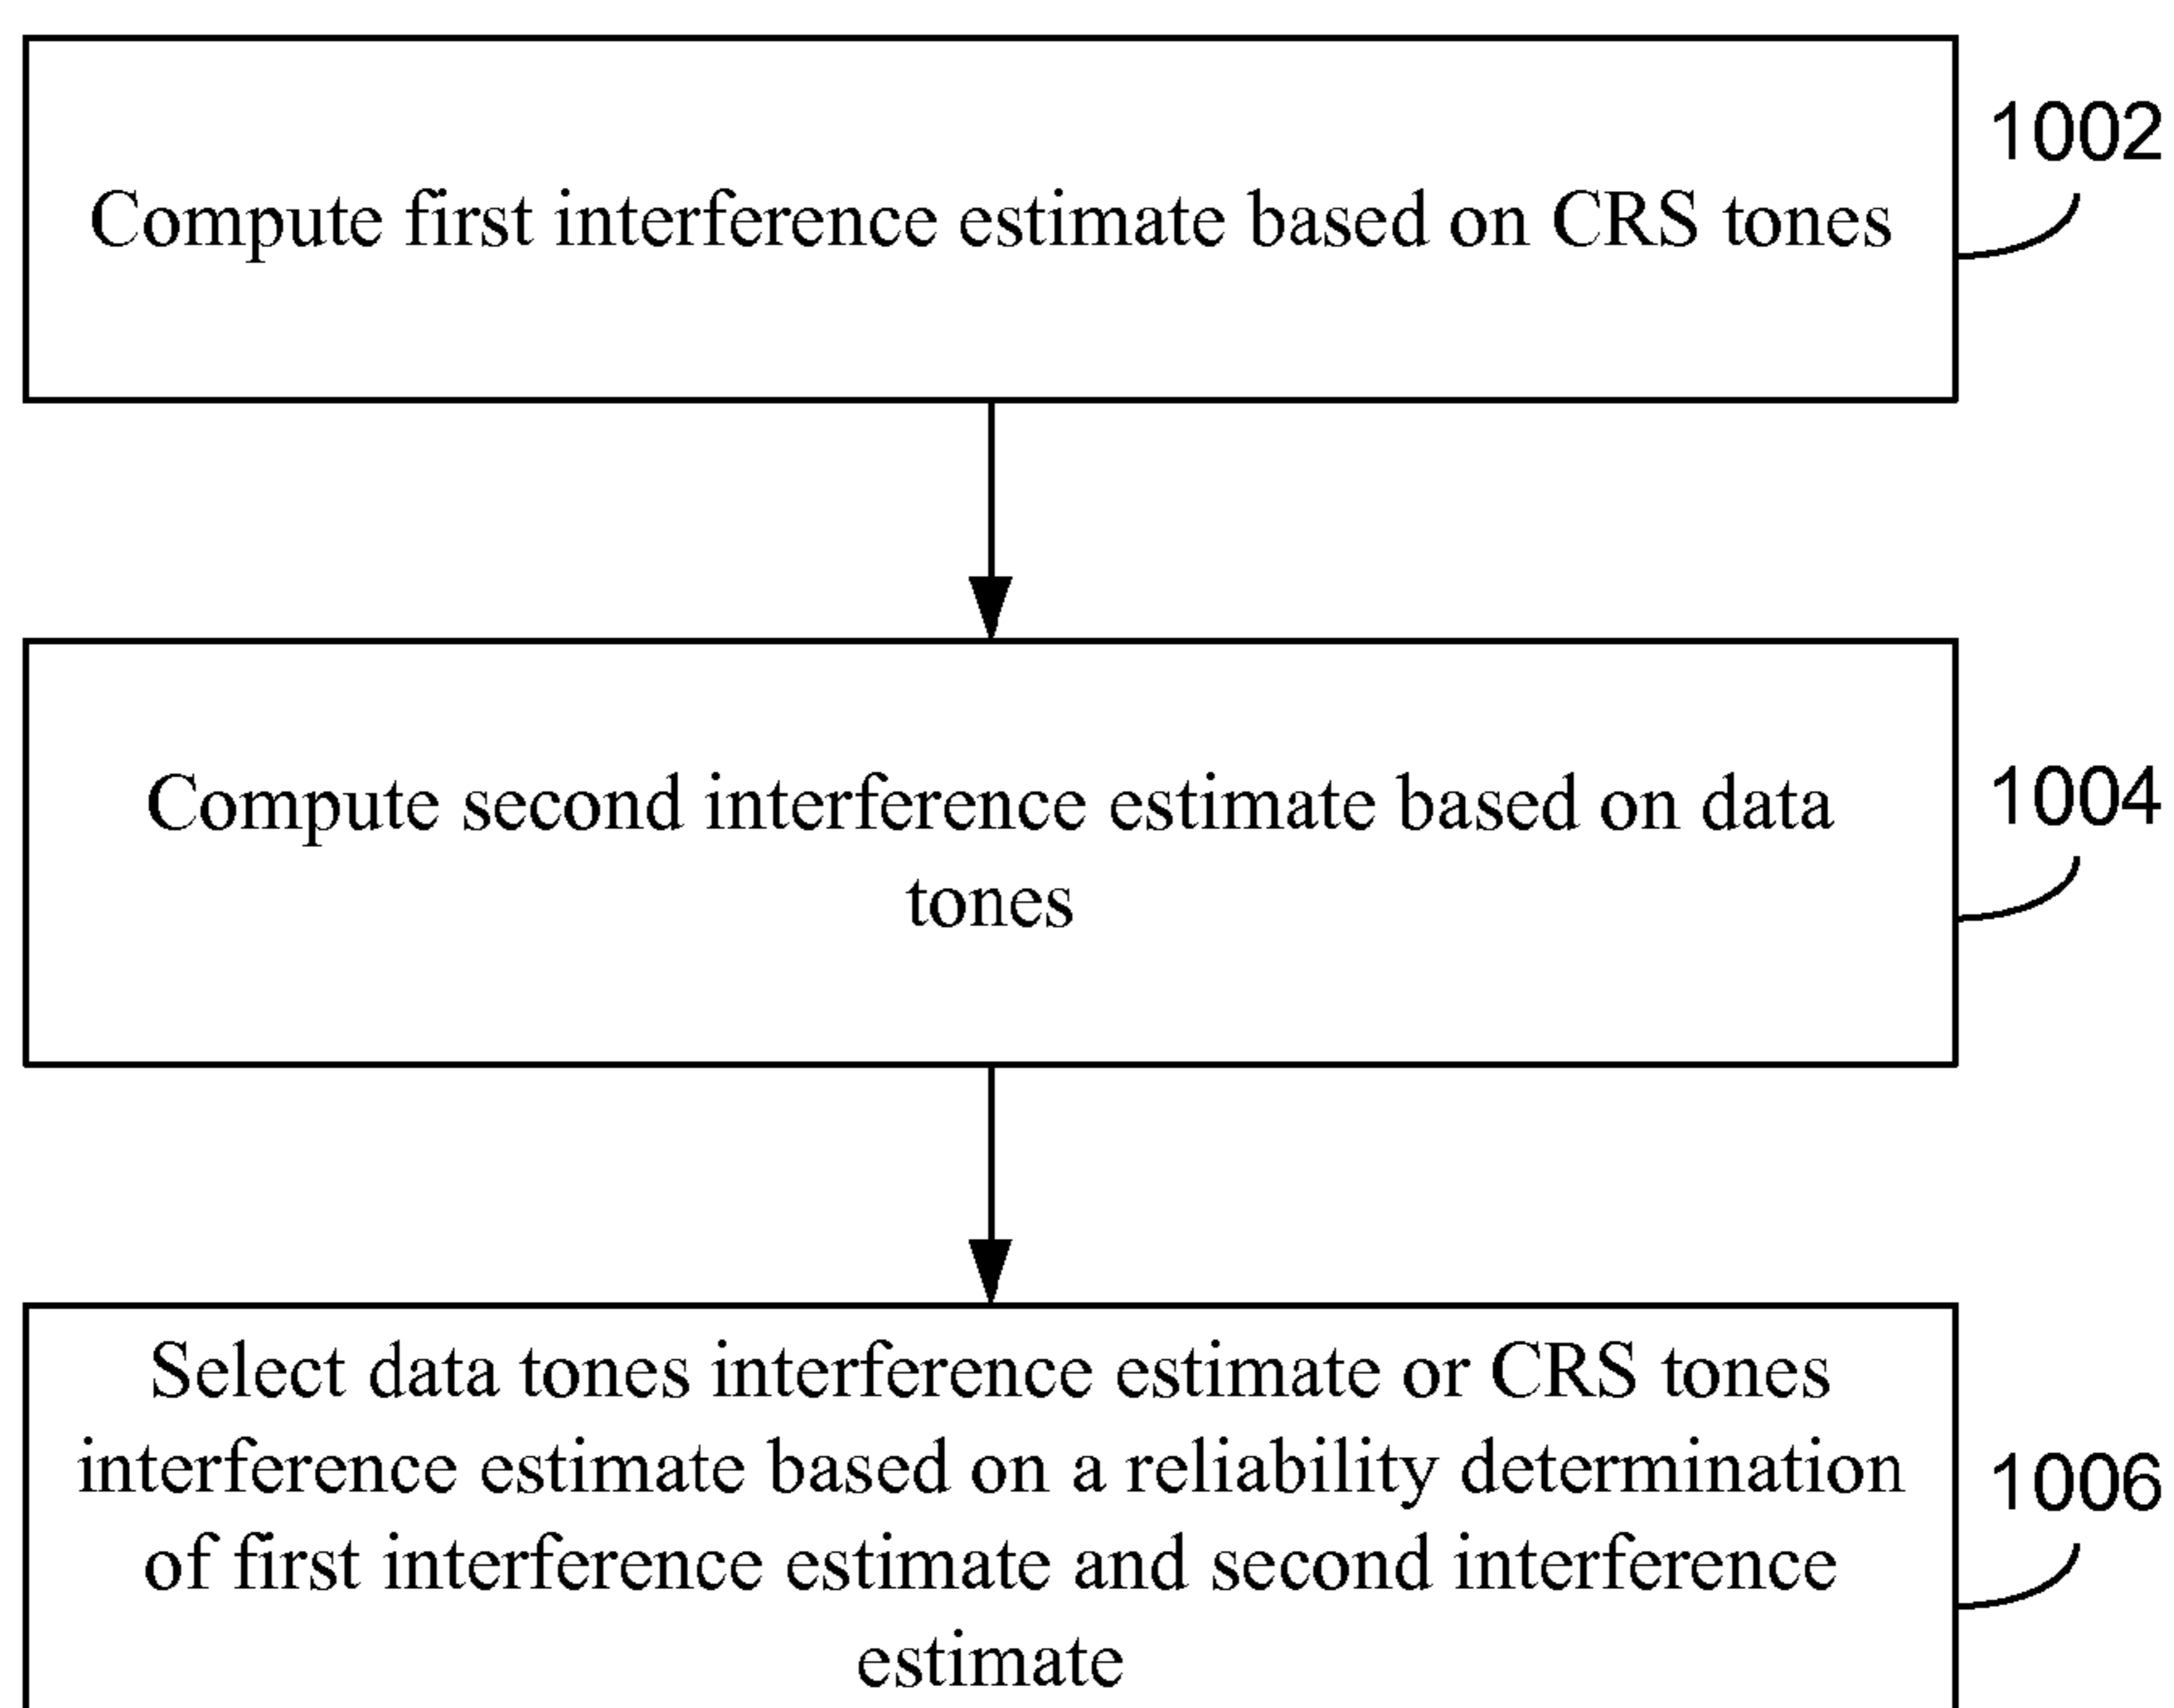 1002
Compute first interference estimate based on CRS tones
1004
Compute second interference estimate based on data
tones
Select data tones interference estimate or CRS tones
interference estimate based on a reliability determination
1006
of first interference estimate and second interference
estimate